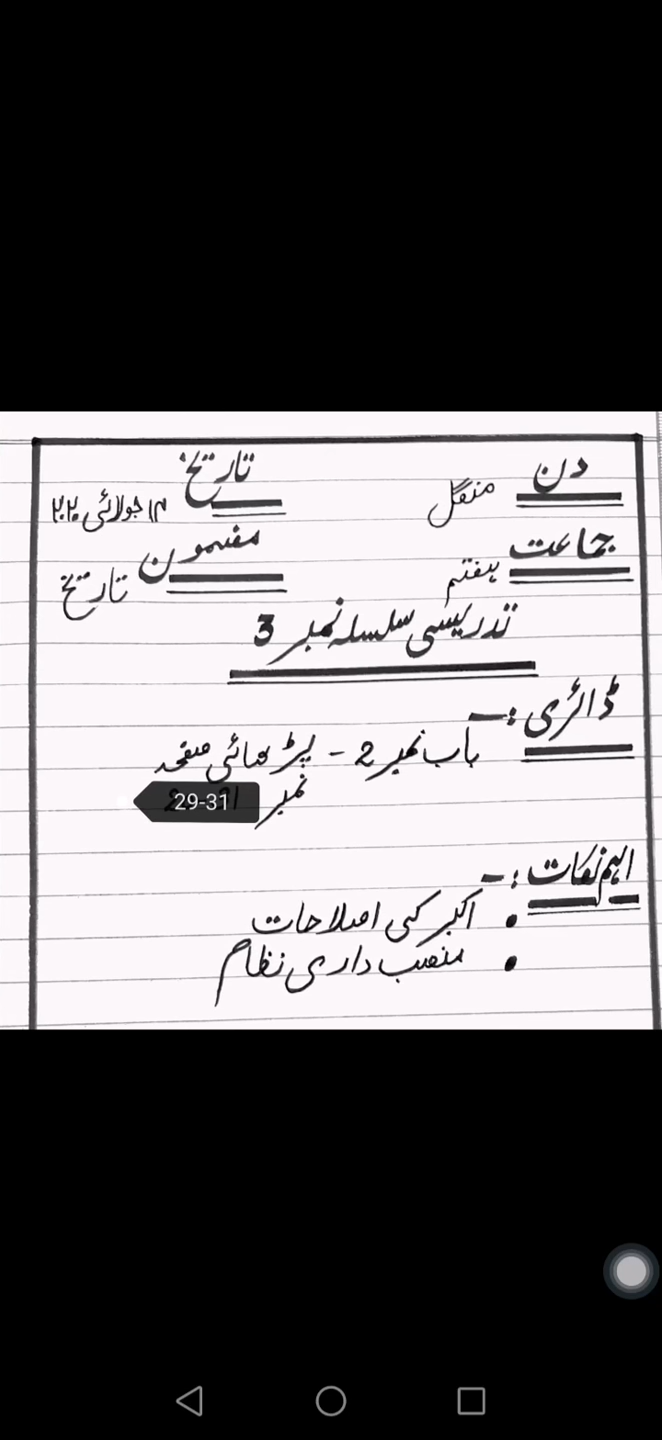 دن منگل تاریخ ۱۴ جولائی ۲۰۲۰
جماعت ہفتم مضمون تاریخ
تدریسی سلسلہ نمبر 3
ڈائری :-
باب نمبر 2 - پڑھائی صفحہ
نمبر 29-31
اہم نکات :-
• اکبر کی اصلاحات
• منصب داری نظام